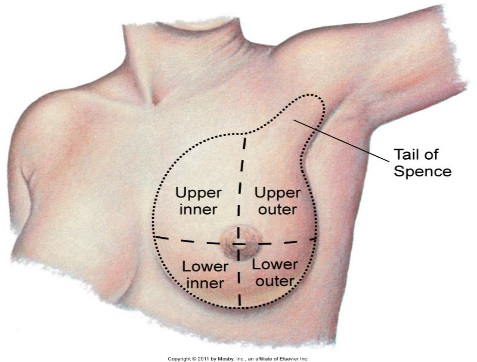 Tail of
Spence
Upper
inner
Upper
outer
Lower
inner
Lower
outer
Copyright © 2011 by Mosby, Inc., an affiliate of Elsevier Inc.